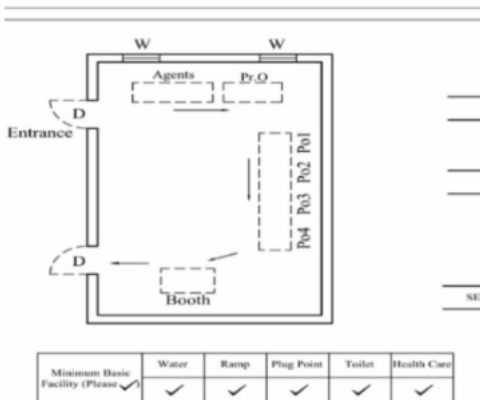 W W
Agents Pr.O
D
Entrance
Po1
Po2
Po3
Po4
D
Booth
SE
Minimum Basic Facility (Please ✓) Water Ramp Plug Point Toilet Health Care
✓ ✓ ✓ ✓ ✓